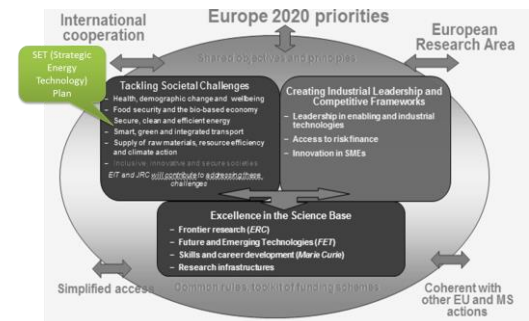 International
cooperation
Europe 2020 priorities
European
Research Area
SET (Strategic
Energy
Technology)
Plan
Shared objectives and principles
Tackling Societal Challenges
– Health, demographic change and wellbeing
– Food security and the bio-based economy
– Secure, clean and efficient energy
– Smart, green and integrated transport
– Supply of raw materials, resource efficiency
and climate action
– Inclusive, innovative and secure societies
EIT and JRC will contribute to addressing these
challenges
Creating Industrial Leadership and
Competitive Frameworks
– Leadership in enabling and industrial
technologies
– Access to risk finance
– Innovation in SMEs
Excellence in the Science Base
– Frontier research (ERC)
– Future and Emerging Technologies (FET)
– Skills and career development (Marie Curie)
– Research infrastructures
Simplified access
Common rules, toolkit of funding schemes
Coherent with
other EU and MS
actions